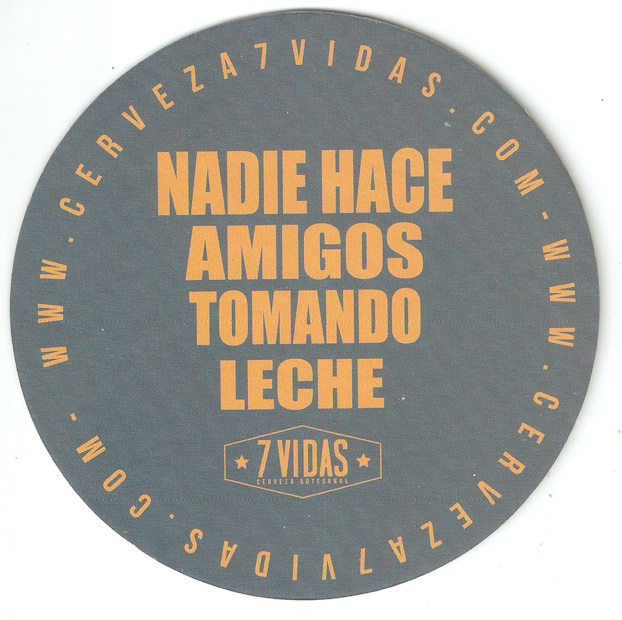 WWW.CERVEZA7VIDAS.COM-WWW.CERVEZA7VIDAS.COM-
NADIE HACE
AMIGOS
TOMANDO
LECHE
7 VIDAS
CERVEZA ARTESANAL